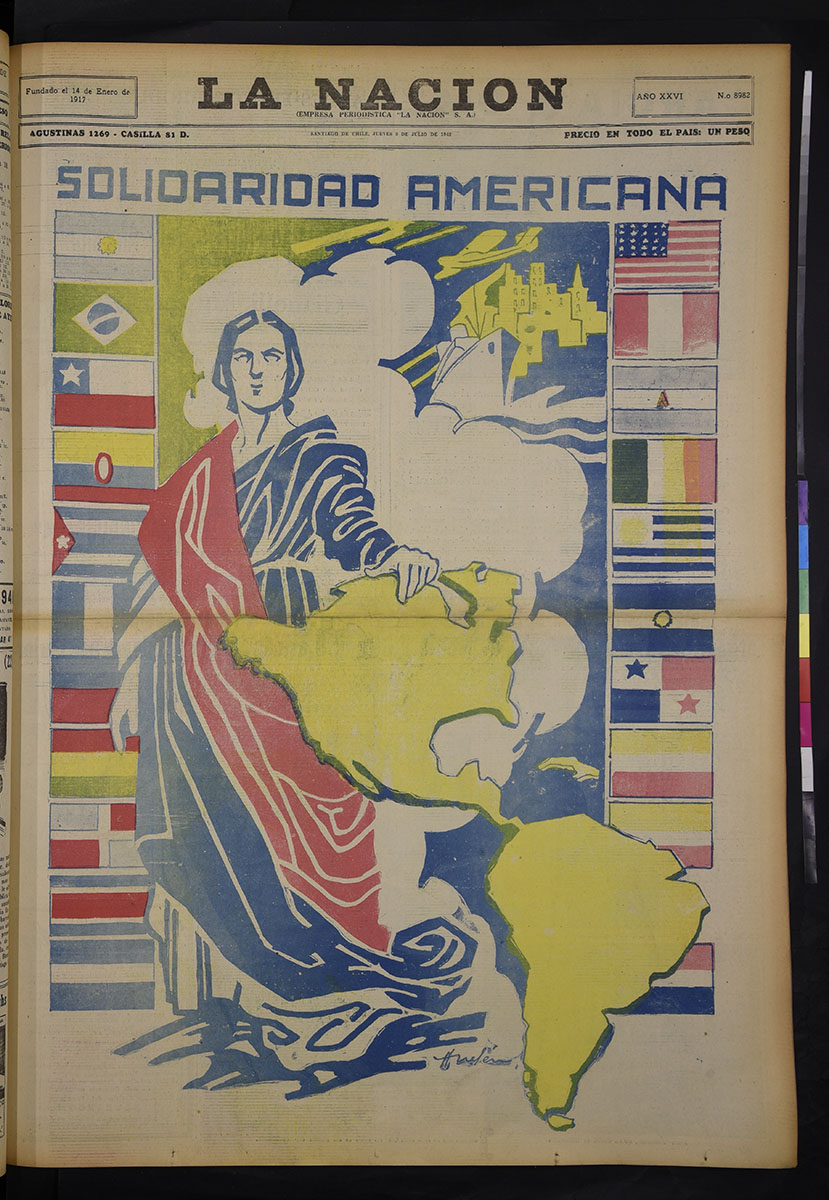 Fundado el 14 de Enero de
1917
LA NACION
(EMPRESA PERIODISTICA "LA NACION" S. A.)
AÑO XXVI N.o 8982
AGUSTINAS 1269 - CASILLA 81 D.
SANTIAGO DE CHILE, JUEVES 9 DE JULIO DE 1942
PRECIO EN TODO EL PAIS: UN PESO
SOLIDARIDAD AMERICANA